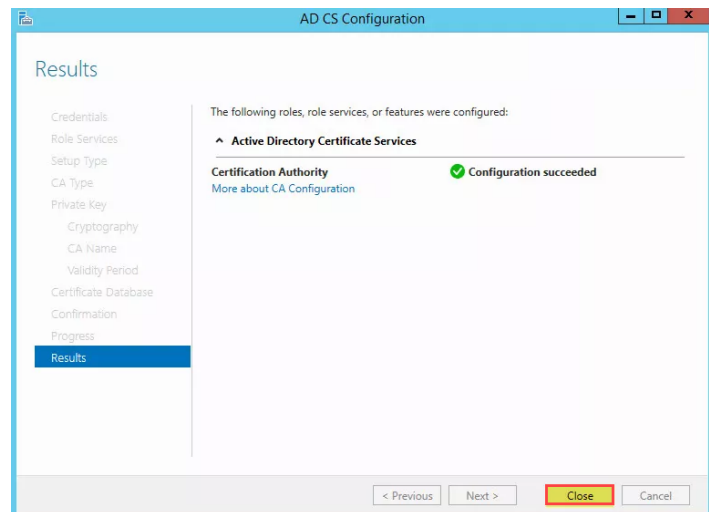 AD CS Configuration
Results
Credentials
Role Services
Setup Type
CA Type
Private Key
Cryptography
CA Name
Validity Period
Certificate Database
Confirmation
Progress
Results
The following roles, role services, or features were configured:
Active Directory Certificate Services
Certification Authority Configuration succeeded
More about CA Configuration
< Previous Next > Close Cancel